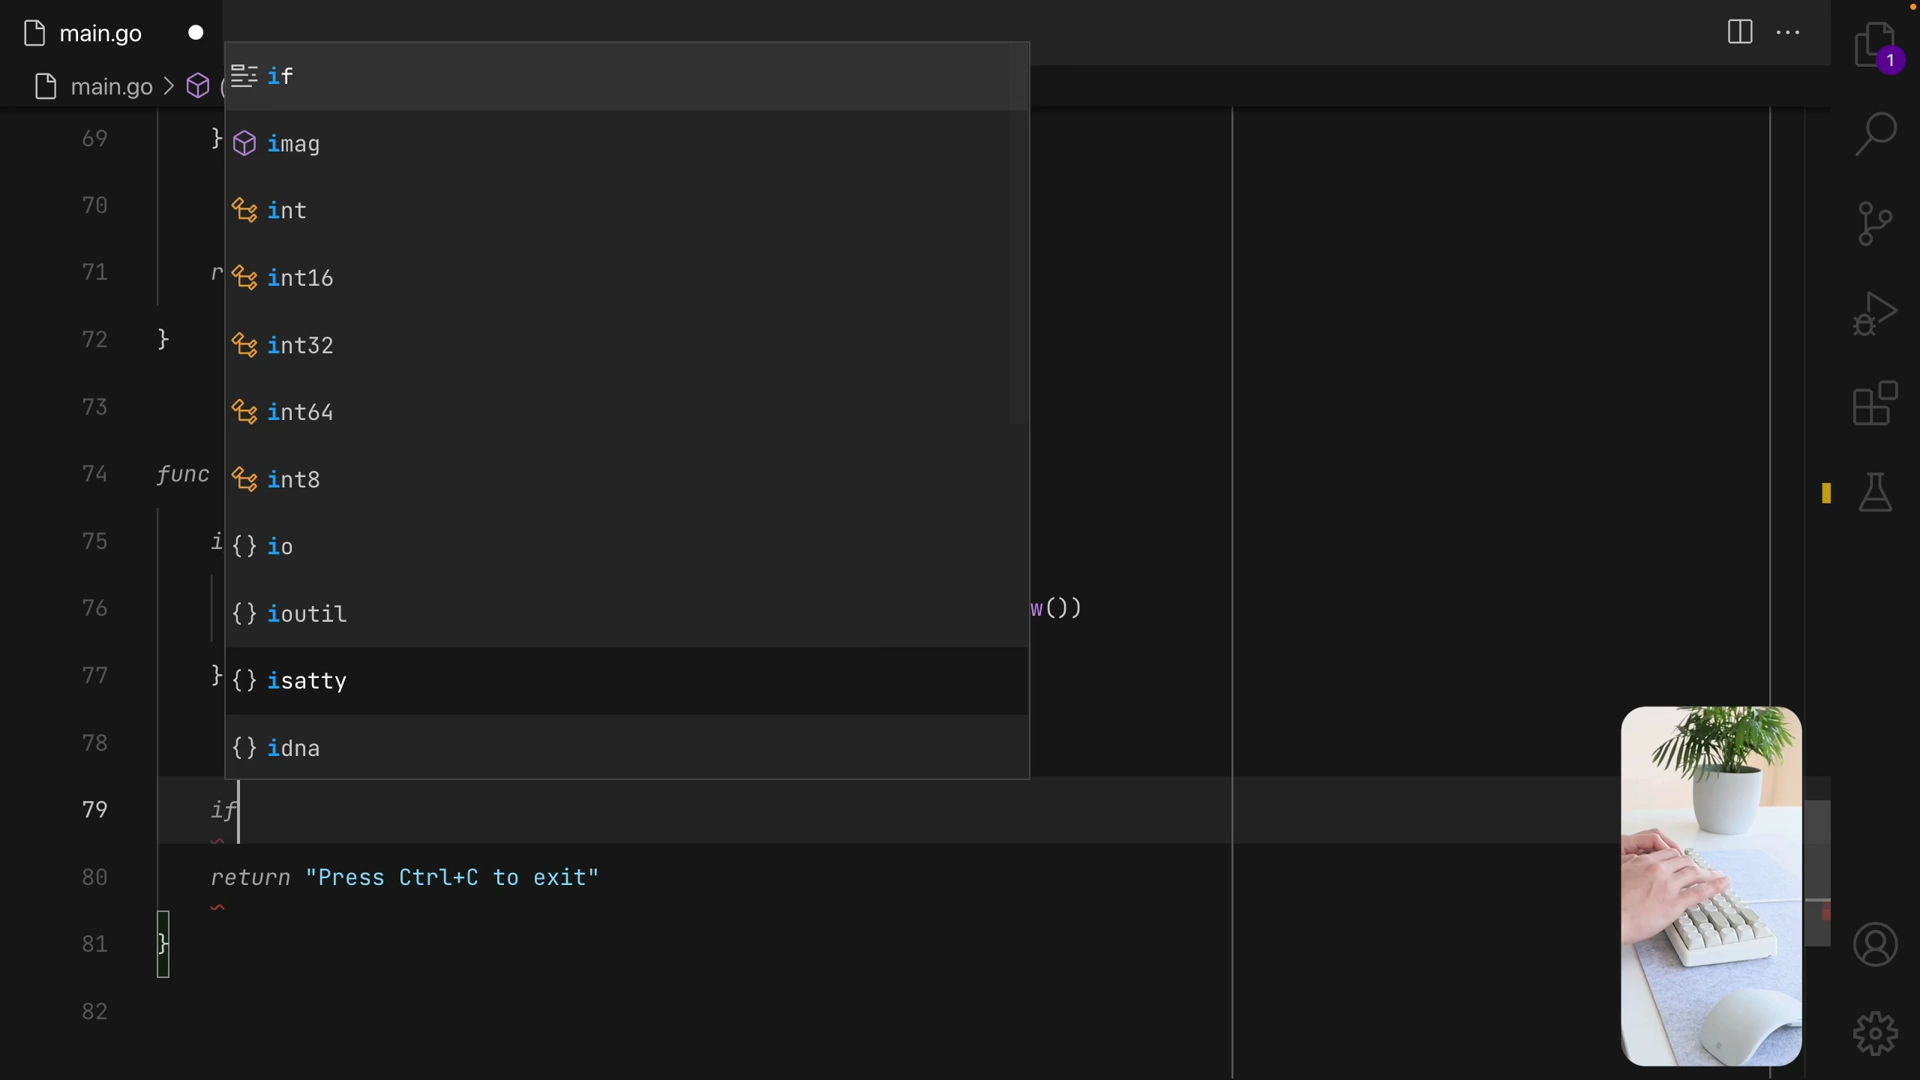 main.go
main.go > (
if
imag
int
int16
int32
int64
int8
io
ioutil
isatty
idna
1
69 }
70
71 r
72 }
73
74 func
75 i
76 w())
77 }
78
79 if
80 return "Press Ctrl+C to exit"
81 }
82